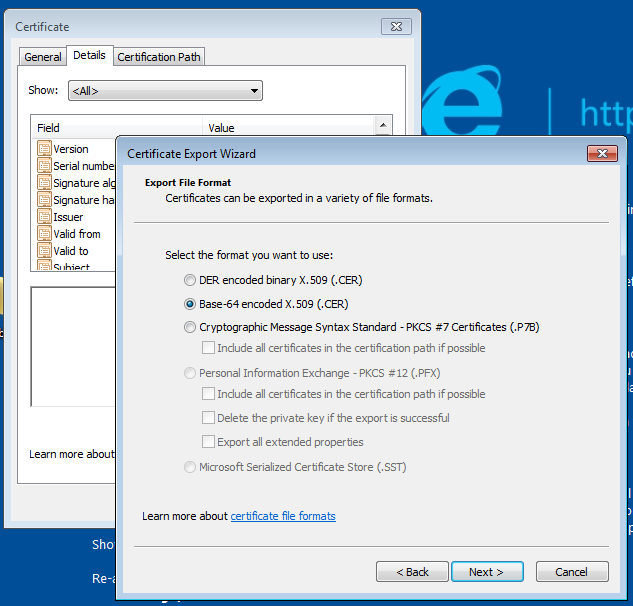 Certificate
General Details Certification Path
Show: <All>
Field Value
Version
Serial numbe
Signature alg
Signature ha
Issuer
Valid from
Valid to
Subject
Learn more about
http
Certificate Export Wizard
Export File Format
Certificates can be exported in a variety of file formats.
Select the format you want to use:
DER encoded binary X.509 (.CER)
Base-64 encoded X.509 (.CER)
Cryptographic Message Syntax Standard - PKCS #7 Certificates (.P7B)
Include all certificates in the certification path if possible
Personal Information Exchange - PKCS #12 (.PFX)
Include all certificates in the certification path if possible
Delete the private key if the export is successful
Export all extended properties
Microsoft Serialized Certificate Store (.SST)
Learn more about certificate file formats
< Back Next > Cancel
Sho
Re-a